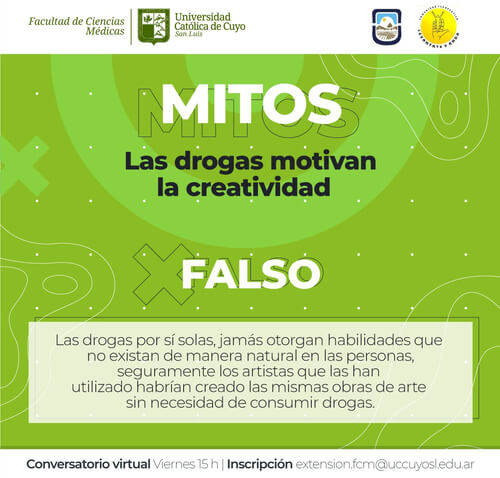 Facultad de Ciencias
Médicas
Universidad
Católica de Cuyo
San Luis
MITOS
Las drogas motivan
la creatividad
FALSO
Las drogas por sí solas, jamás otorgan habilidades que
no existan de manera natural en las personas,
seguramente los artistas que las han
utilizado habrían creado las mismas obras de arte
sin necesidad de consumir drogas.
Conversatorio virtual Viernes 15 h | Inscripción extension.fcm@uccuyosl.edu.ar